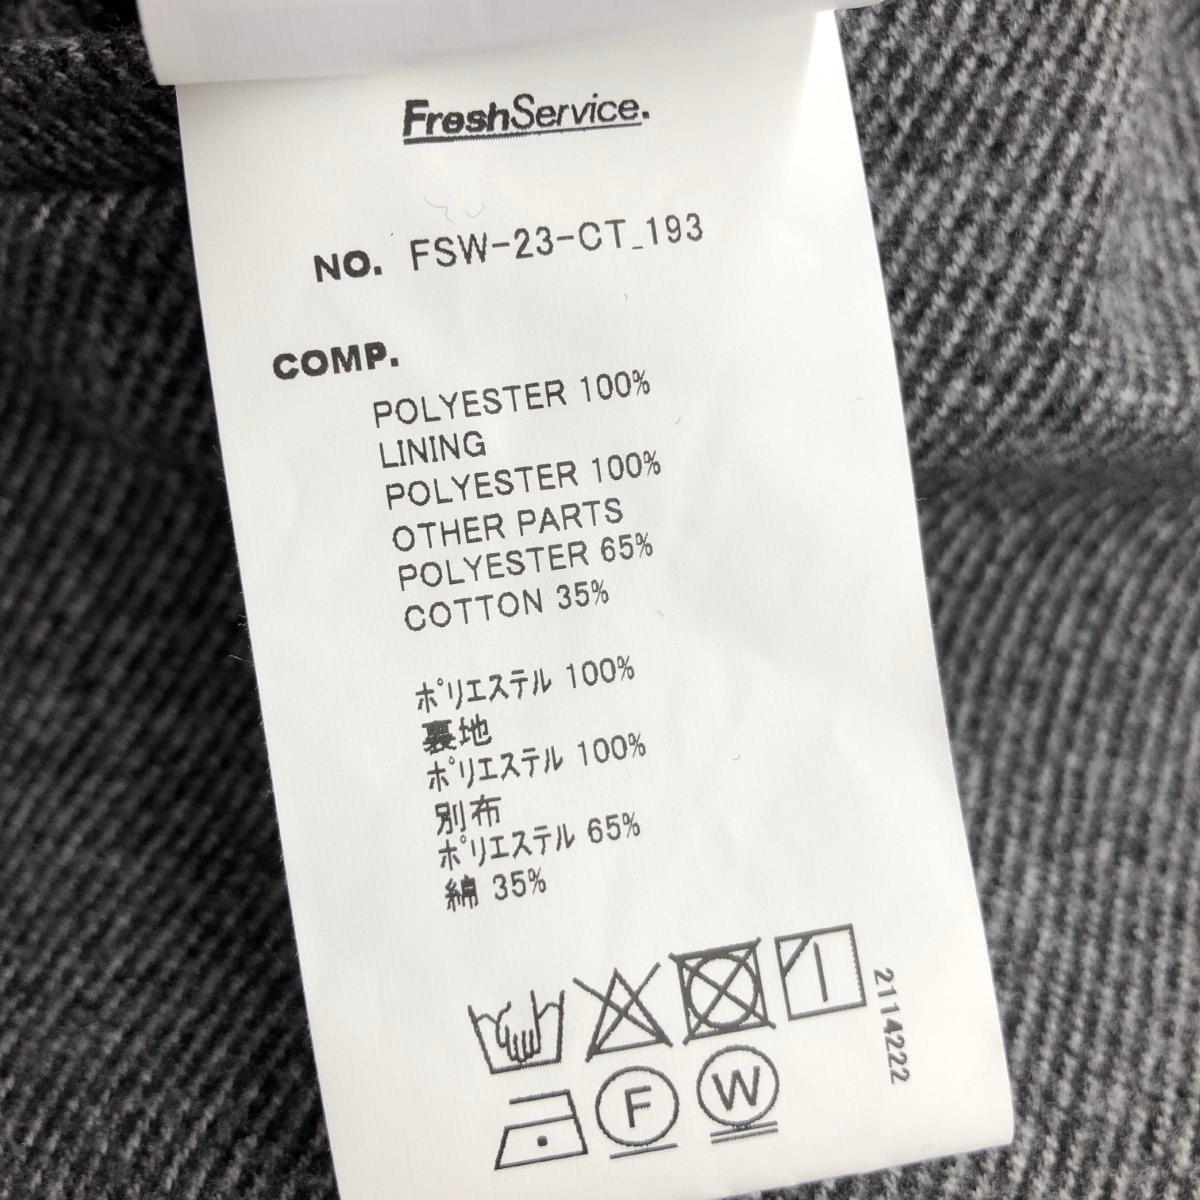 FreshService.
NO. FSW-23-CT_193
COMP.
POLYESTER 100%
LINING
POLYESTER 100%
OTHER PARTS
POLYESTER 65%
COTTON 35%
ポリエステル 100%
裏地
ポリエステル 100%
別布
ポリエステル 65%
綿 35%
2114222
F
W